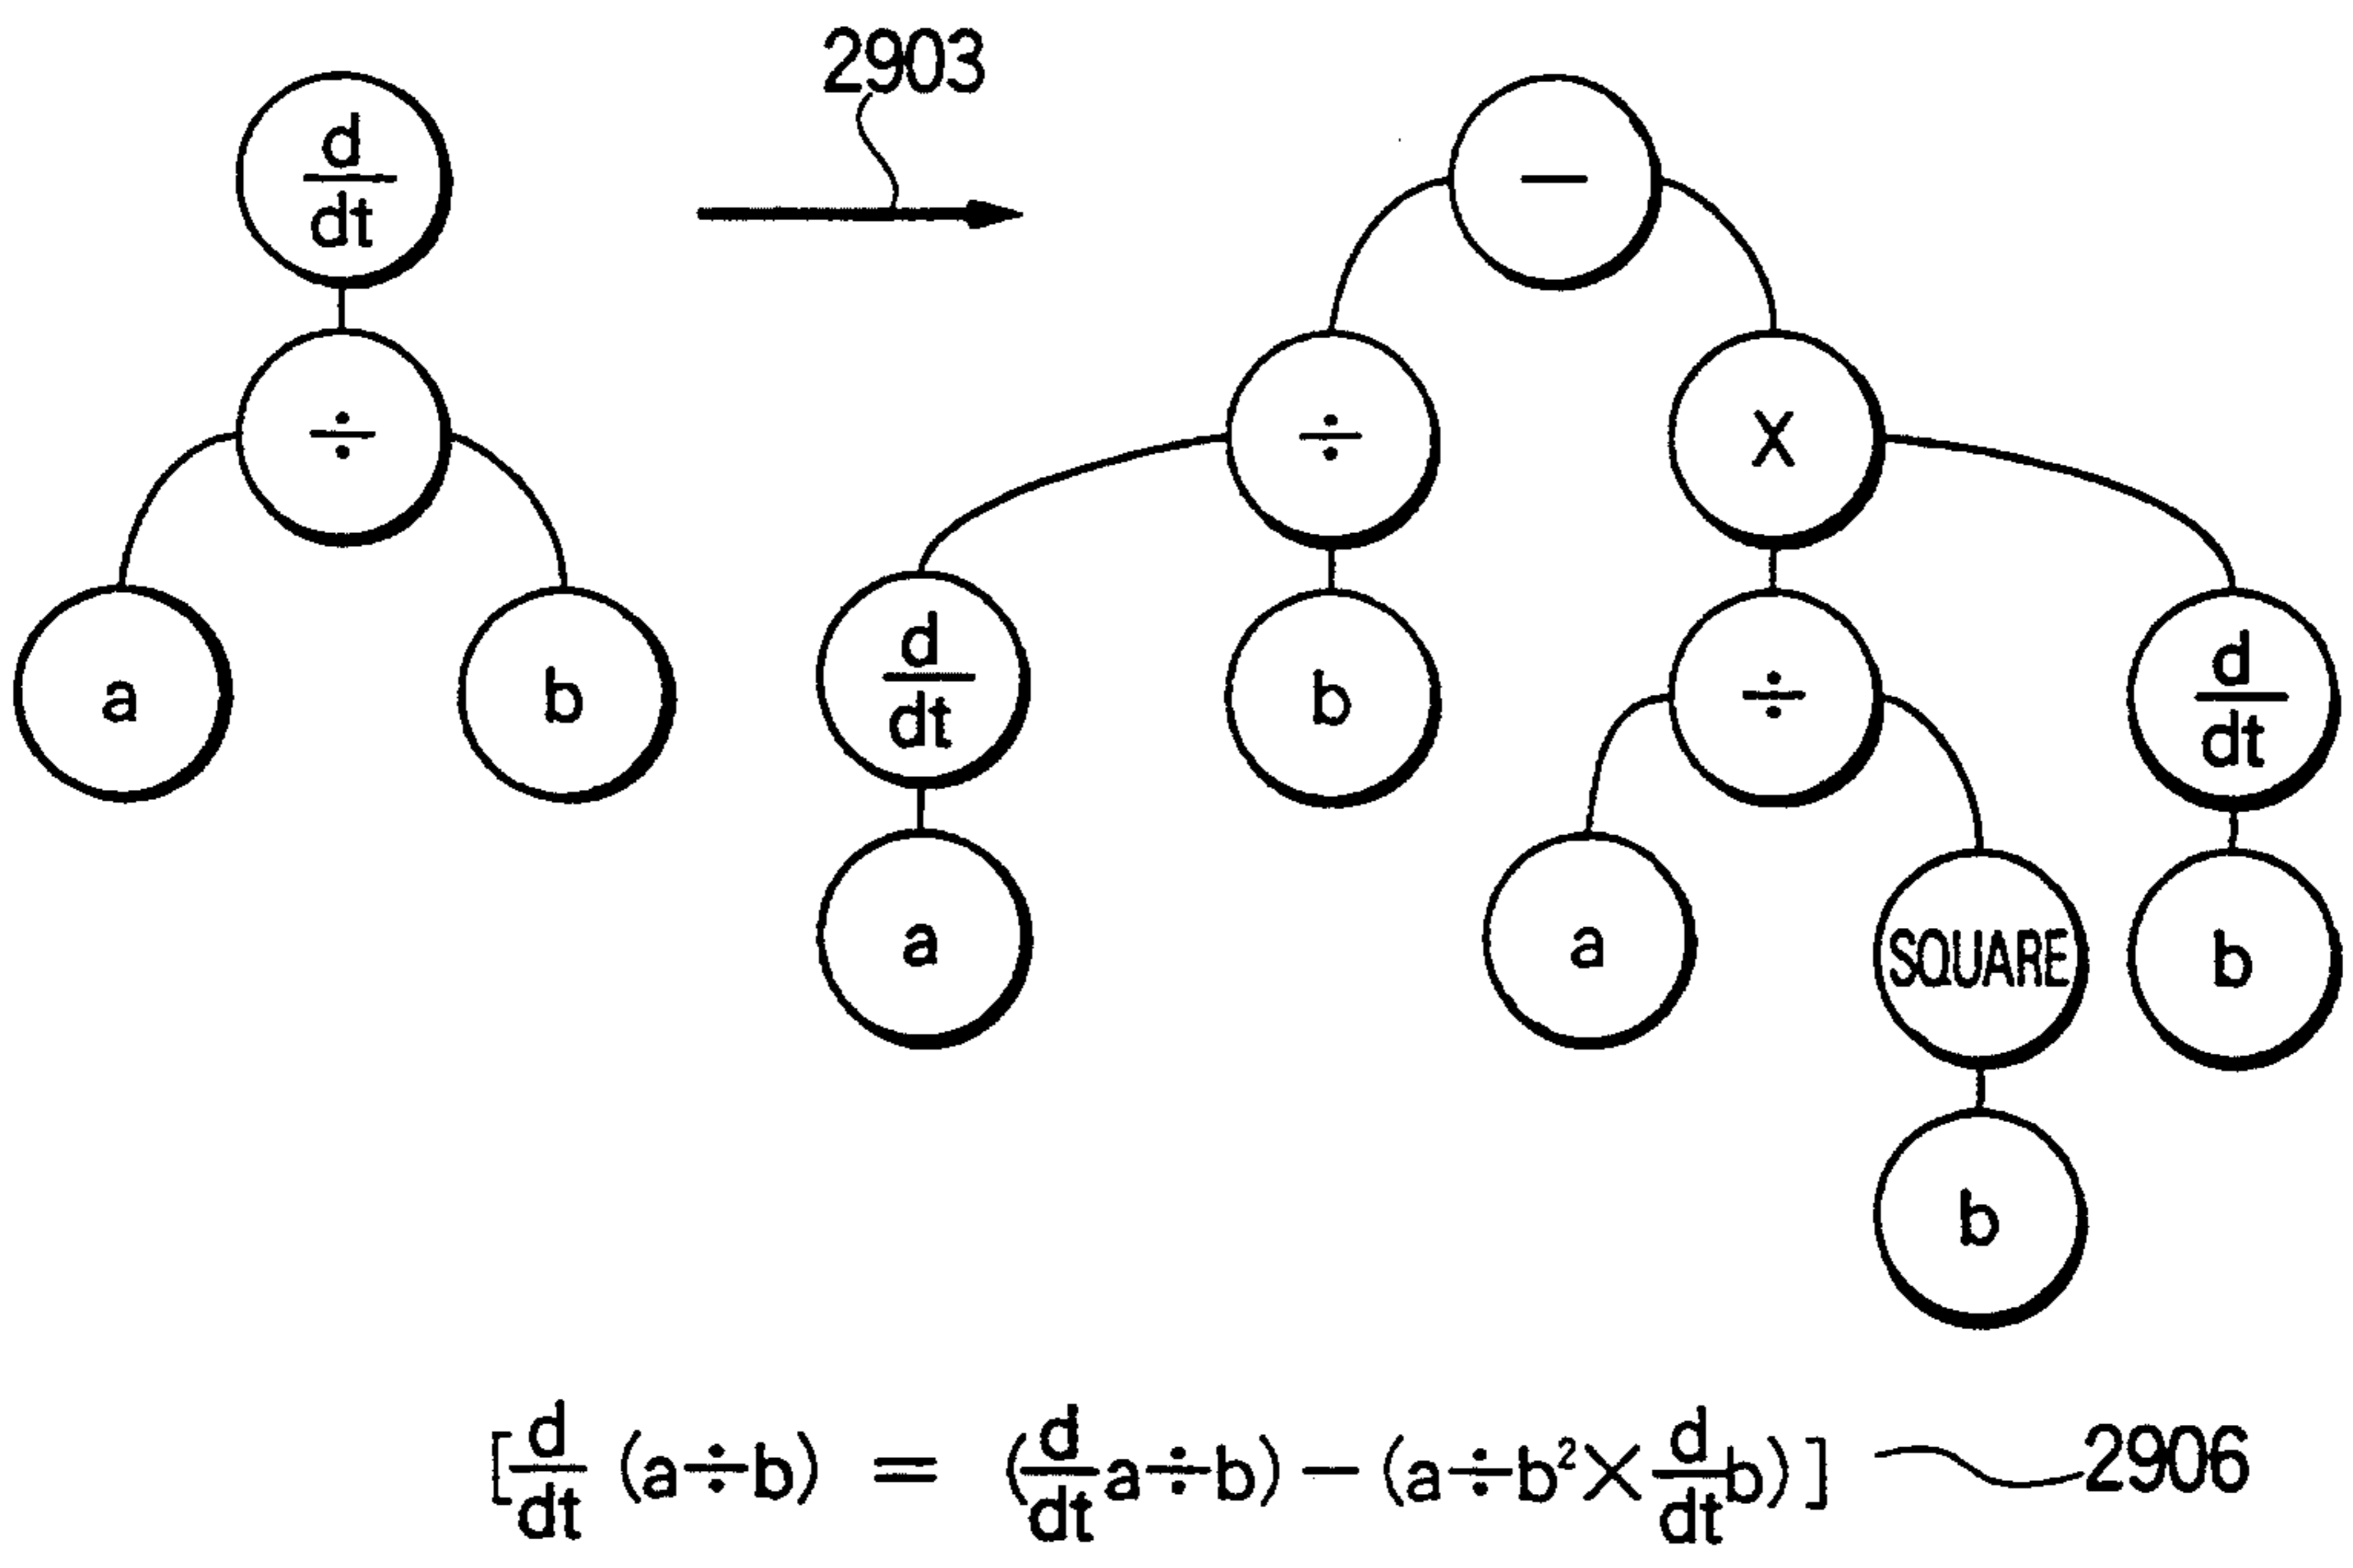 2903
d
dt
÷
a
b
—
÷
X
d
dt
b
÷
d
dt
a
a
SQUARE
b
b
[d/dt (a÷b) = (d/dt a÷b) − (a÷b²×d/dt b)] 2906